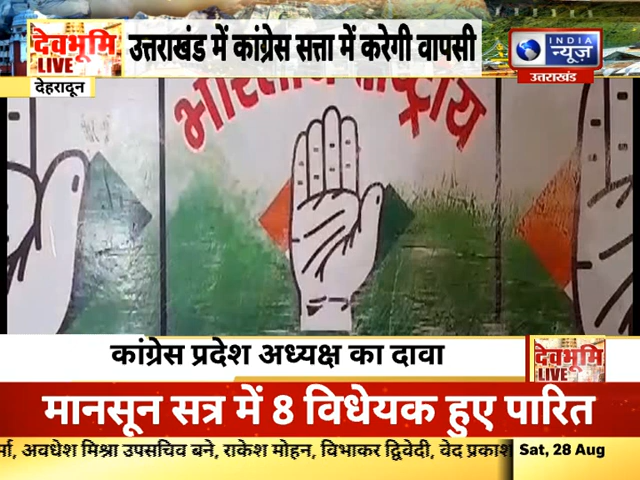 देवभूमि
LIVE
देहरादून
उत्तराखंड में कांग्रेस सत्ता में करेगी वापसी
INDIA
न्यूज़
उत्तराखंड
राष्ट्रीय
कांग्रेस प्रदेश अध्यक्ष का दावा
देवभूमि
LIVE
मानसून सत्र में 8 विधेयक हुए पारित
अवधेश मिश्रा उपसचिव बने, राकेश मोहन, विभाकर द्विवेदी, वेद प्रकाश
Sat, 28 Aug